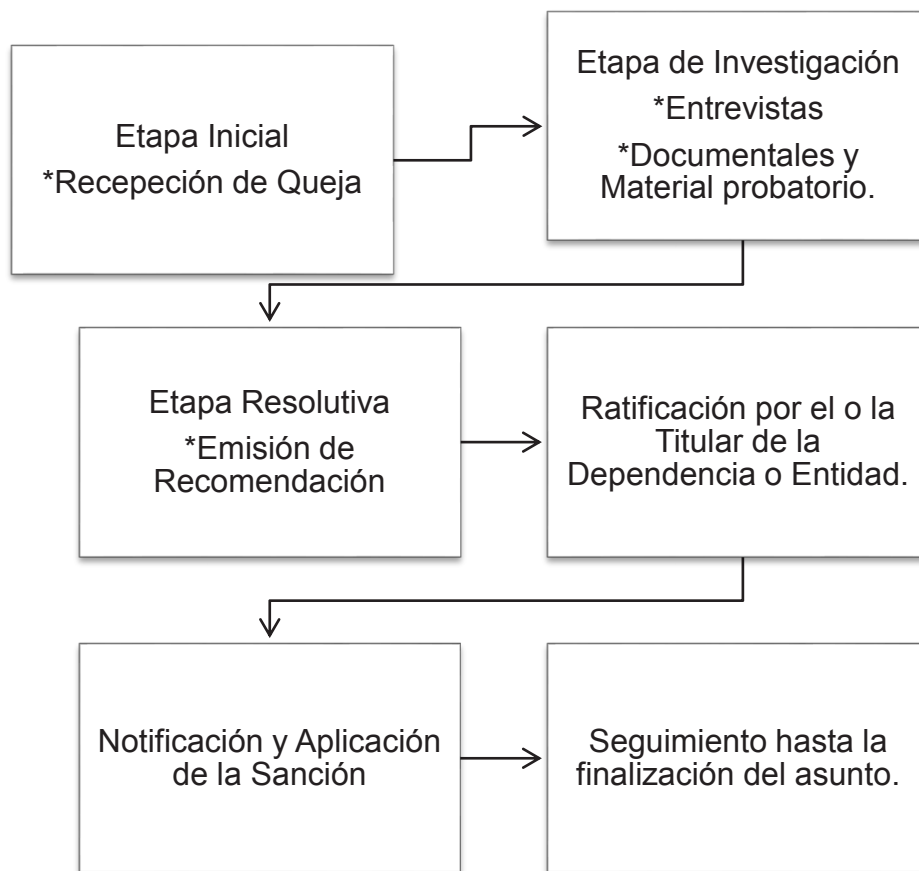 Etapa Inicial
*Recepeción de Queja
Etapa de Investigación
*Entrevistas
*Documentales y
Material probatorio.
Etapa Resolutiva
*Emisión de
Recomendación
Ratificación por el o la
Titular de la
Dependencia o Entidad.
Notificación y Aplicación
de la Sanción
Seguimiento hasta la
finalización del asunto.